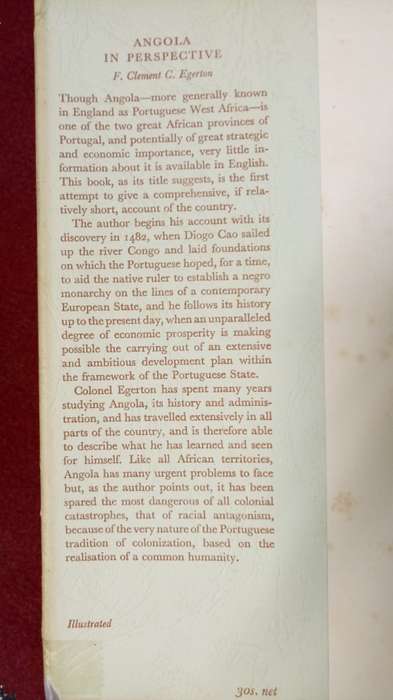 ANGOLA
IN PERSPECTIVE
F. Clement C. Egerton
Though Angola—more generally known
in England as Portuguese West Africa—is
one of the two great African provinces of
Portugal, and potentially of great strategic
and economic importance, very little in-
formation about it is available in English.
This book, as its title suggests, is the first
attempt to give a comprehensive, if rela-
tively short, account of the country.
The author begins his account with its
discovery in 1482, when Diogo Cao sailed
up the river Congo and laid foundations
on which the Portuguese hoped, for a time,
to aid the native ruler to establish a negro
monarchy on the lines of a contemporary
European State, and he follows its history
up to the present day, when an unparalleled
degree of economic prosperity is making
possible the carrying out of an extensive
and ambitious development plan within
the framework of the Portuguese State.
Colonel Egerton has spent many years
studying Angola, its history and adminis-
tration, and has travelled extensively in all
parts of the country, and is therefore able
to describe what he has learned and seen
for himself. Like all African territories,
Angola has many urgent problems to face
but, as the author points out, it has been
spared the most dangerous of all colonial
catastrophes, that of racial antagonism,
because of the very nature of the Portuguese
tradition of colonization, based on the
realisation of a common humanity.
Illustrated
30s. net